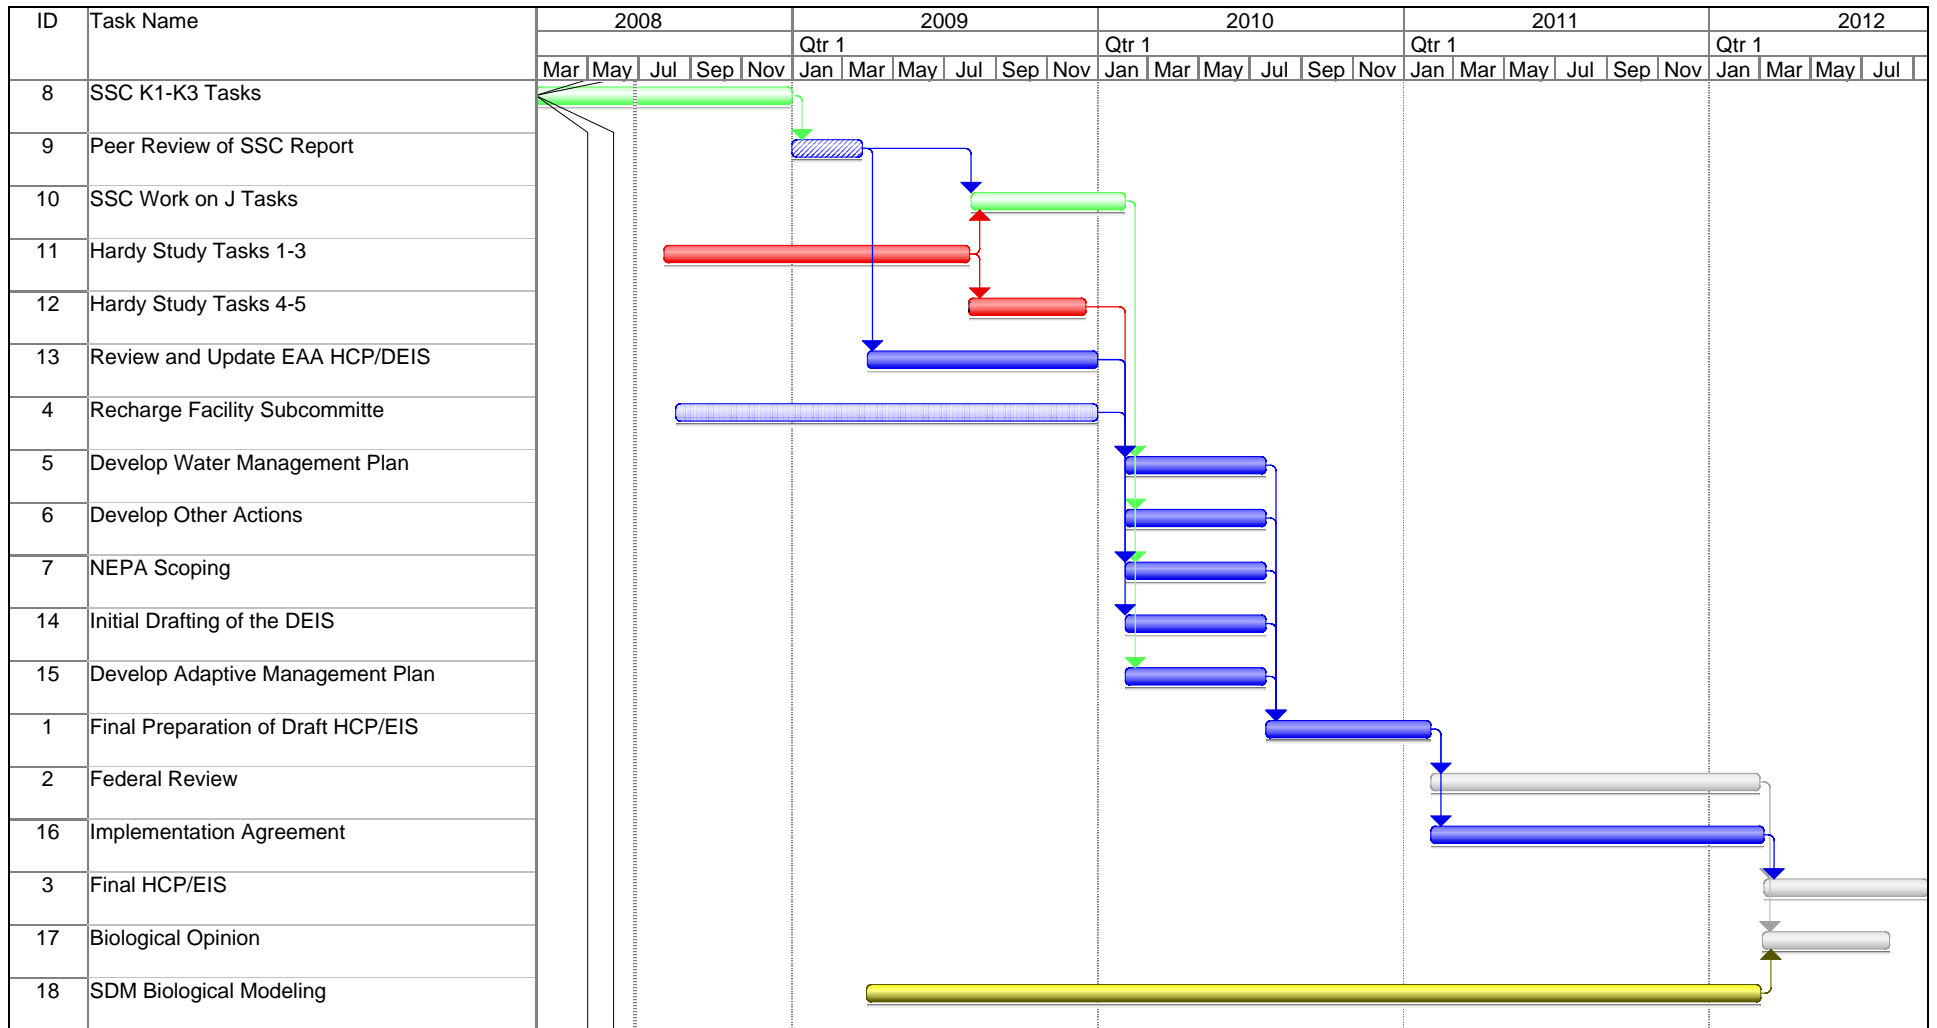 ID Task Name 2008 2009 2010 2011 2012
Qtr 1 Qtr 1 Qtr 1 Qtr 1
Mar May Jul Sep Nov Jan Mar May Jul Sep Nov Jan Mar May Jul Sep Nov Jan Mar May Jul Sep Nov Jan Mar May Jul
8 SSC K1-K3 Tasks
9 Peer Review of SSC Report
10 SSC Work on J Tasks
11 Hardy Study Tasks 1-3
12 Hardy Study Tasks 4-5
13 Review and Update EAA HCP/DEIS
4 Recharge Facility Subcommitte
5 Develop Water Management Plan
6 Develop Other Actions
7 NEPA Scoping
14 Initial Drafting of the DEIS
15 Develop Adaptive Management Plan
1 Final Preparation of Draft HCP/EIS
2 Federal Review
16 Implementation Agreement
3 Final HCP/EIS
17 Biological Opinion
18 SDM Biological Modeling